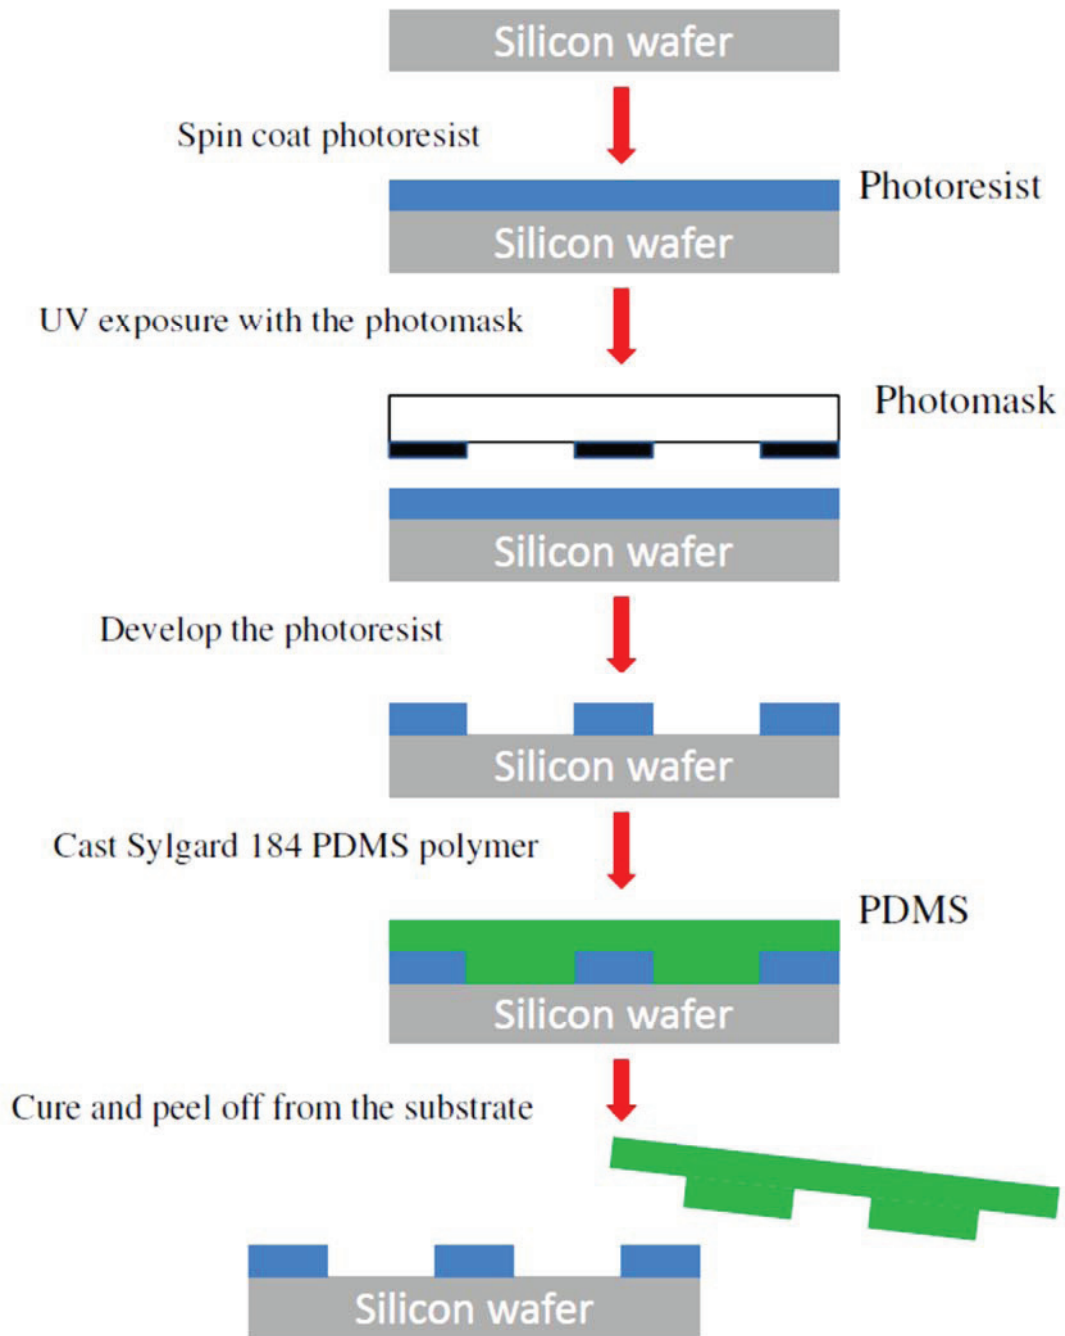 Silicon wafer
Spin coat photoresist
Photoresist
Silicon wafer
UV exposure with the photomask
Photomask
Silicon wafer
Develop the photoresist
Silicon wafer
Cast Sylgard 184 PDMS polymer
PDMS
Silicon wafer
Cure and peel off from the substrate
Silicon wafer